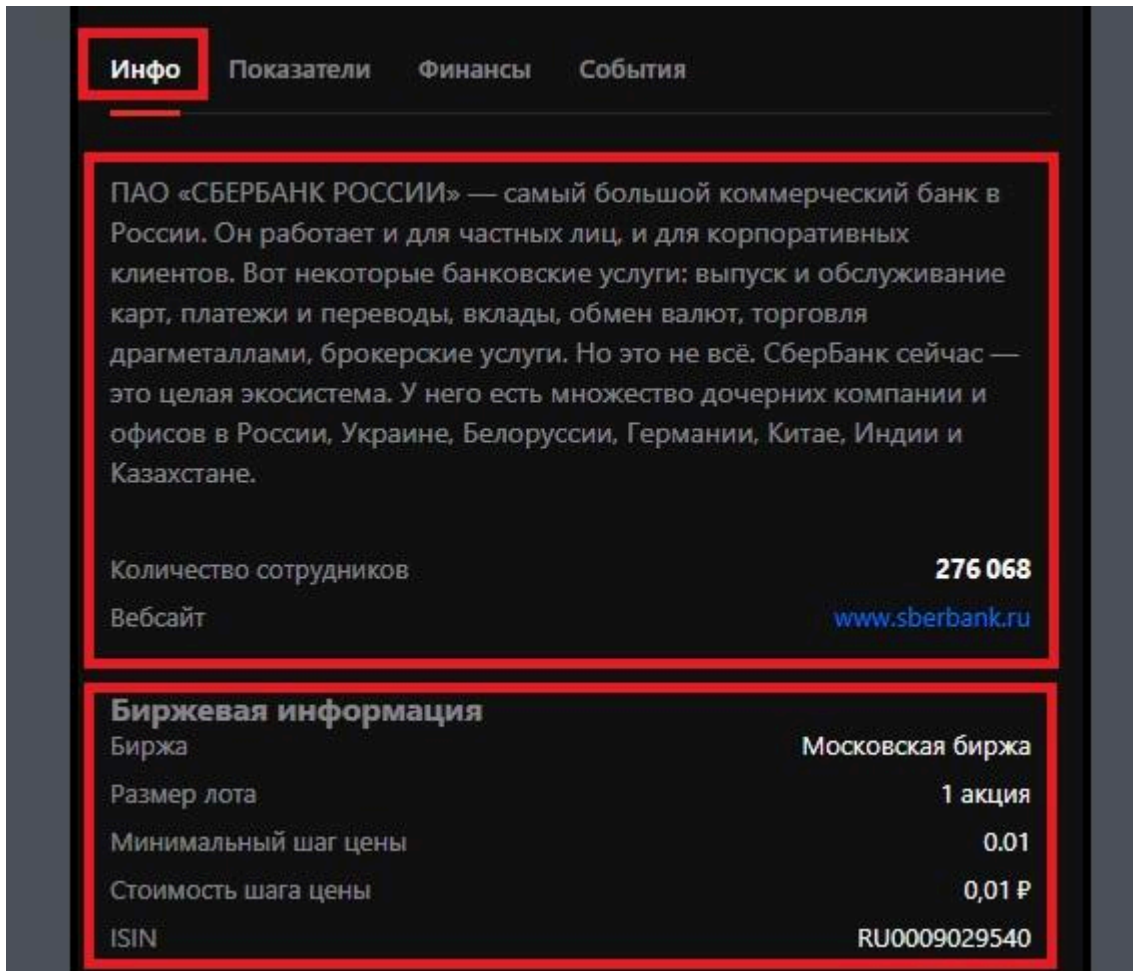 Инфо Показатели Финансы События
ПАО «СБЕРБАНК РОССИИ» — самый большой коммерческий банк в
России. Он работает и для частных лиц, и для корпоративных
клиентов. Вот некоторые банковские услуги: выпуск и обслуживание
карт, платежи и переводы, вклады, обмен валют, торговля
драгметаллами, брокерские услуги. Но это не всё. СберБанк сейчас —
это целая экосистема. У него есть множество дочерних компании и
офисов в России, Украине, Белоруссии, Германии, Китае, Индии и
Казахстане.
Количество сотрудников 276 068
Вебсайт www.sberbank.ru
Биржевая информация
Биржа Московская биржа
Размер лота 1 акция
Минимальный шаг цены 0.01
Стоимость шага цены 0,01 ₽
ISIN RU0009029540